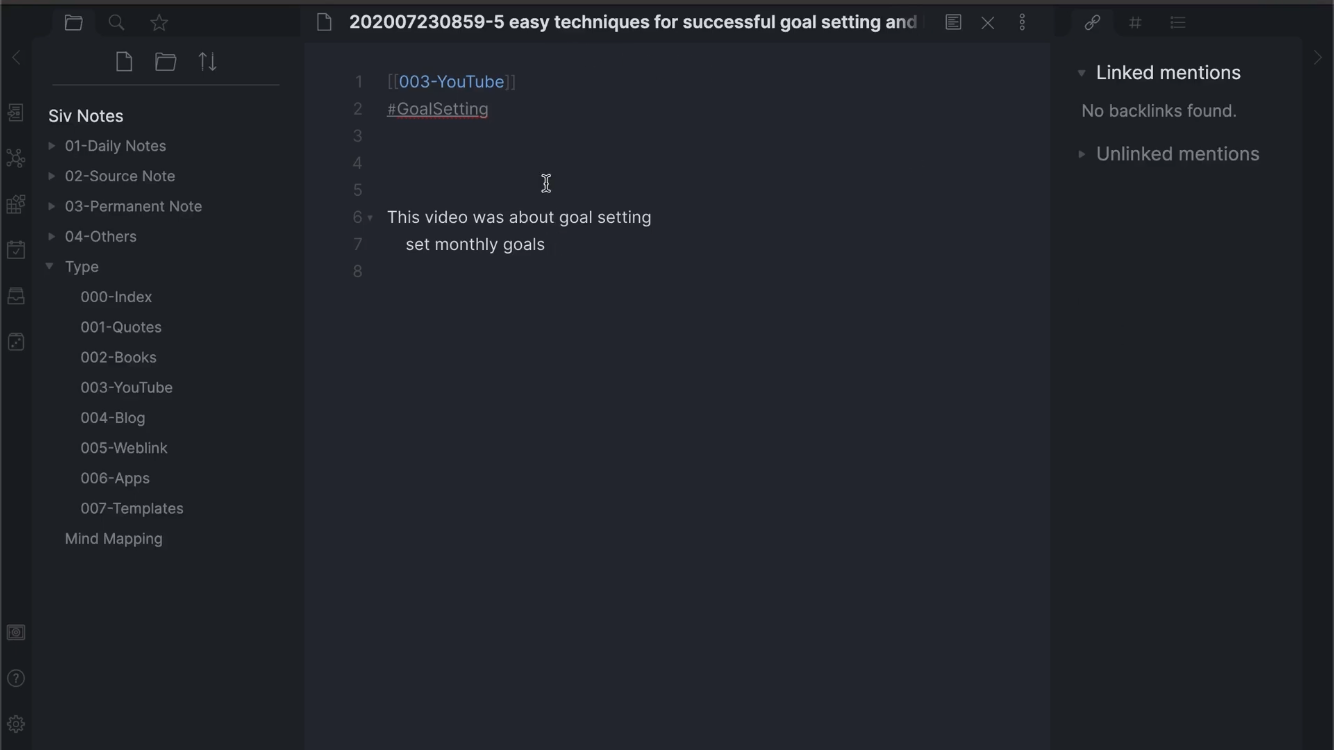 202007230859-5 easy techniques for successful goal setting and
Siv Notes
01-Daily Notes
02-Source Note
03-Permanent Note
04-Others
Type
000-Index
001-Quotes
002-Books
003-YouTube
004-Blog
005-Weblink
006-Apps
007-Templates
Mind Mapping
1 [[003-YouTube]]
2 #GoalSetting
3
4
5
6 This video was about goal setting
7 set monthly goals
8
Linked mentions
No backlinks found.
Unlinked mentions